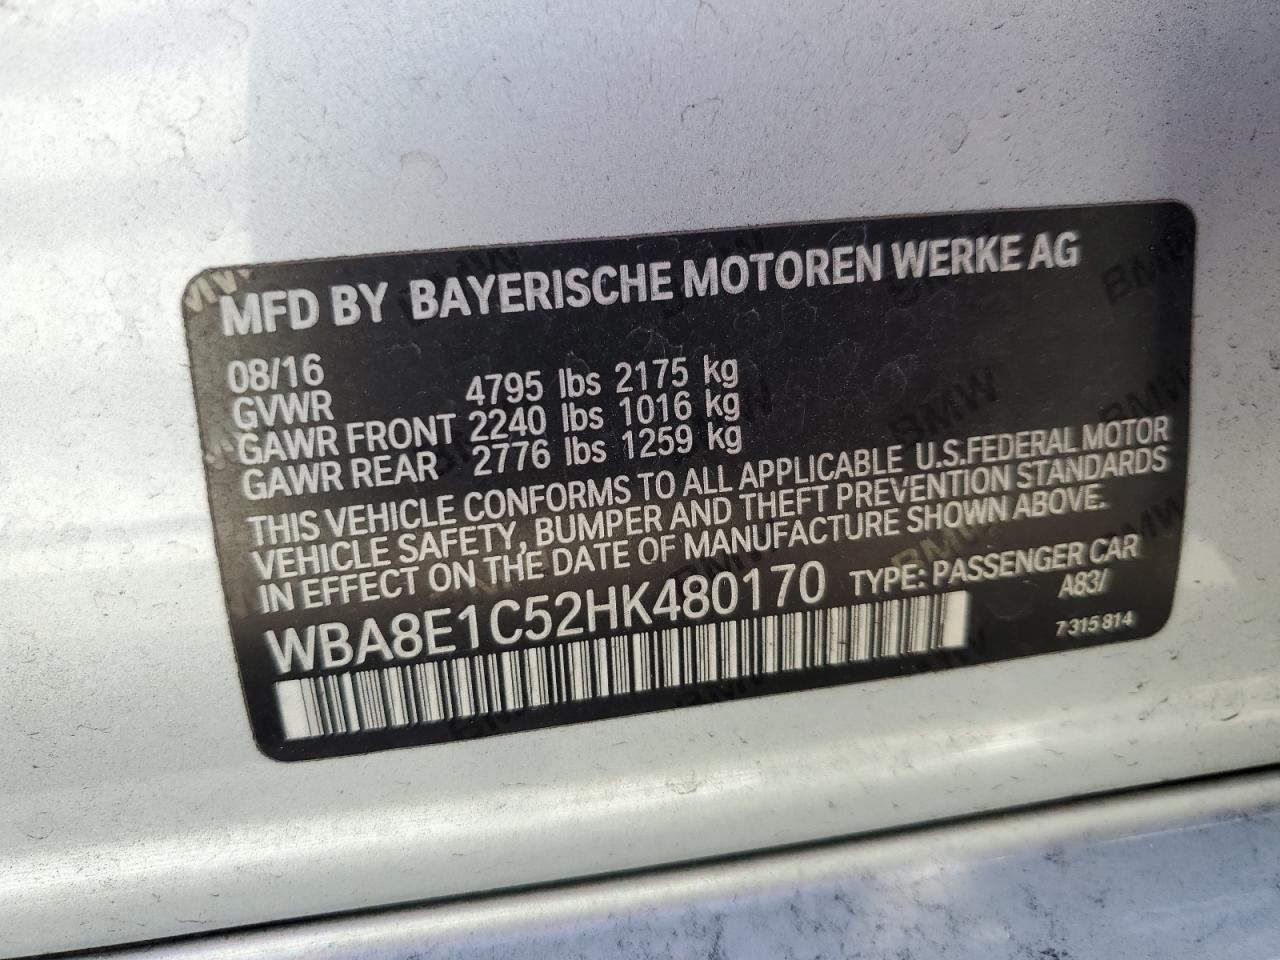 MFD BY BAYERISCHE MOTOREN WERKE AG
08/16
GVWR 4795 lbs 2175 kg
GAWR FRONT 2240 lbs 1016 kg
GAWR REAR 2776 lbs 1259 kg
THIS VEHICLE CONFORMS TO ALL APPLICABLE U.S.FEDERAL MOTOR
VEHICLE SAFETY, BUMPER AND THEFT PREVENTION STANDARDS
IN EFFECT ON THE DATE OF MANUFACTURE SHOWN ABOVE.
WBA8E1C52HK480170 TYPE: PASSENGER CAR
A83/
7 315 814